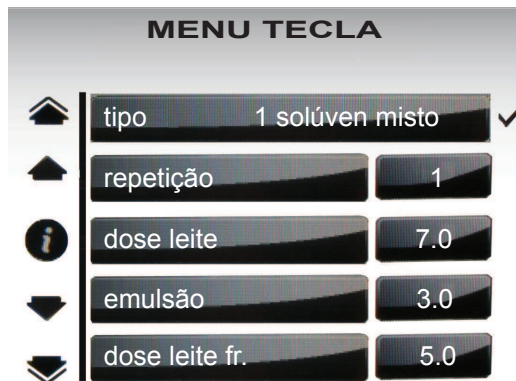 MENU TECLA
tipo 1 solúven misto
repetição 1
dose leite 7.0
emulsão 3.0
dose leite fr. 5.0